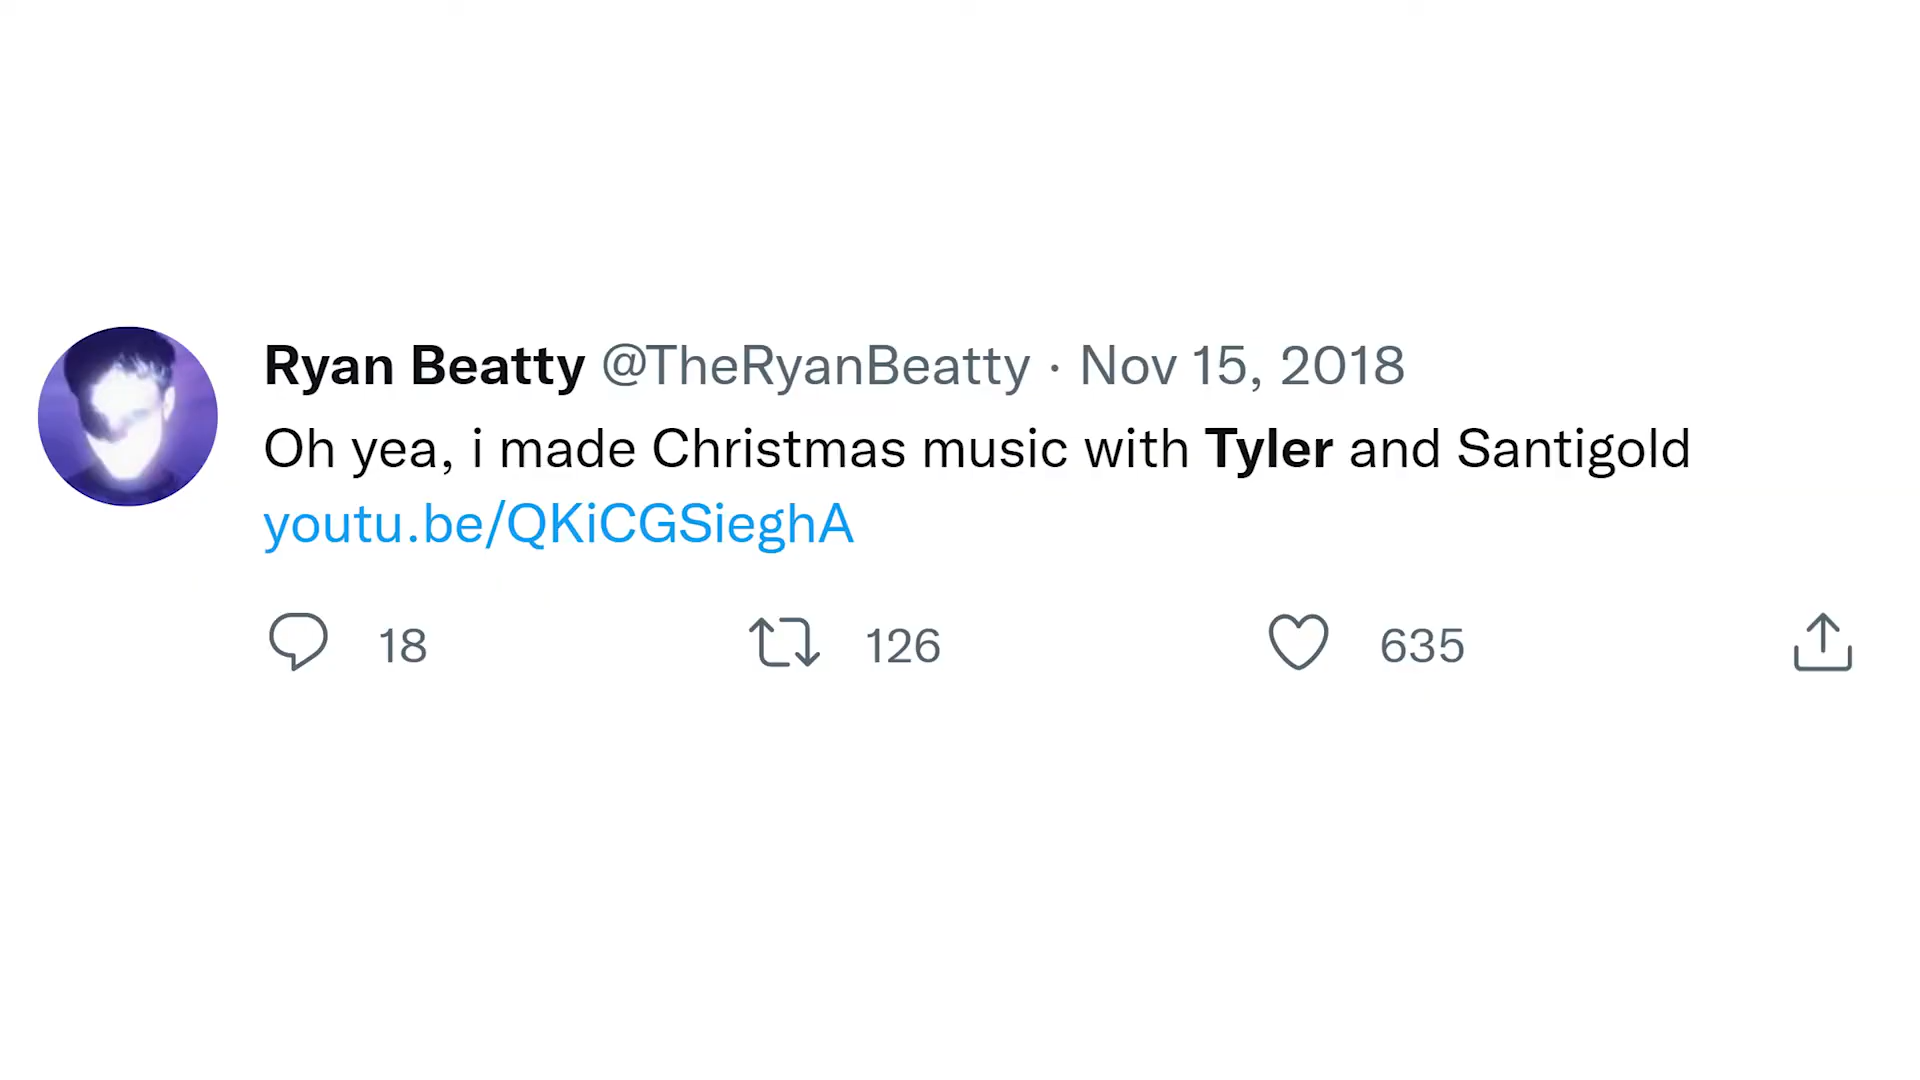 Ryan Beatty @TheRyanBeatty · Nov 15, 2018
Oh yea, i made Christmas music with Tyler and Santigold
youtu.be/QKiCGSieghA
18 126 635